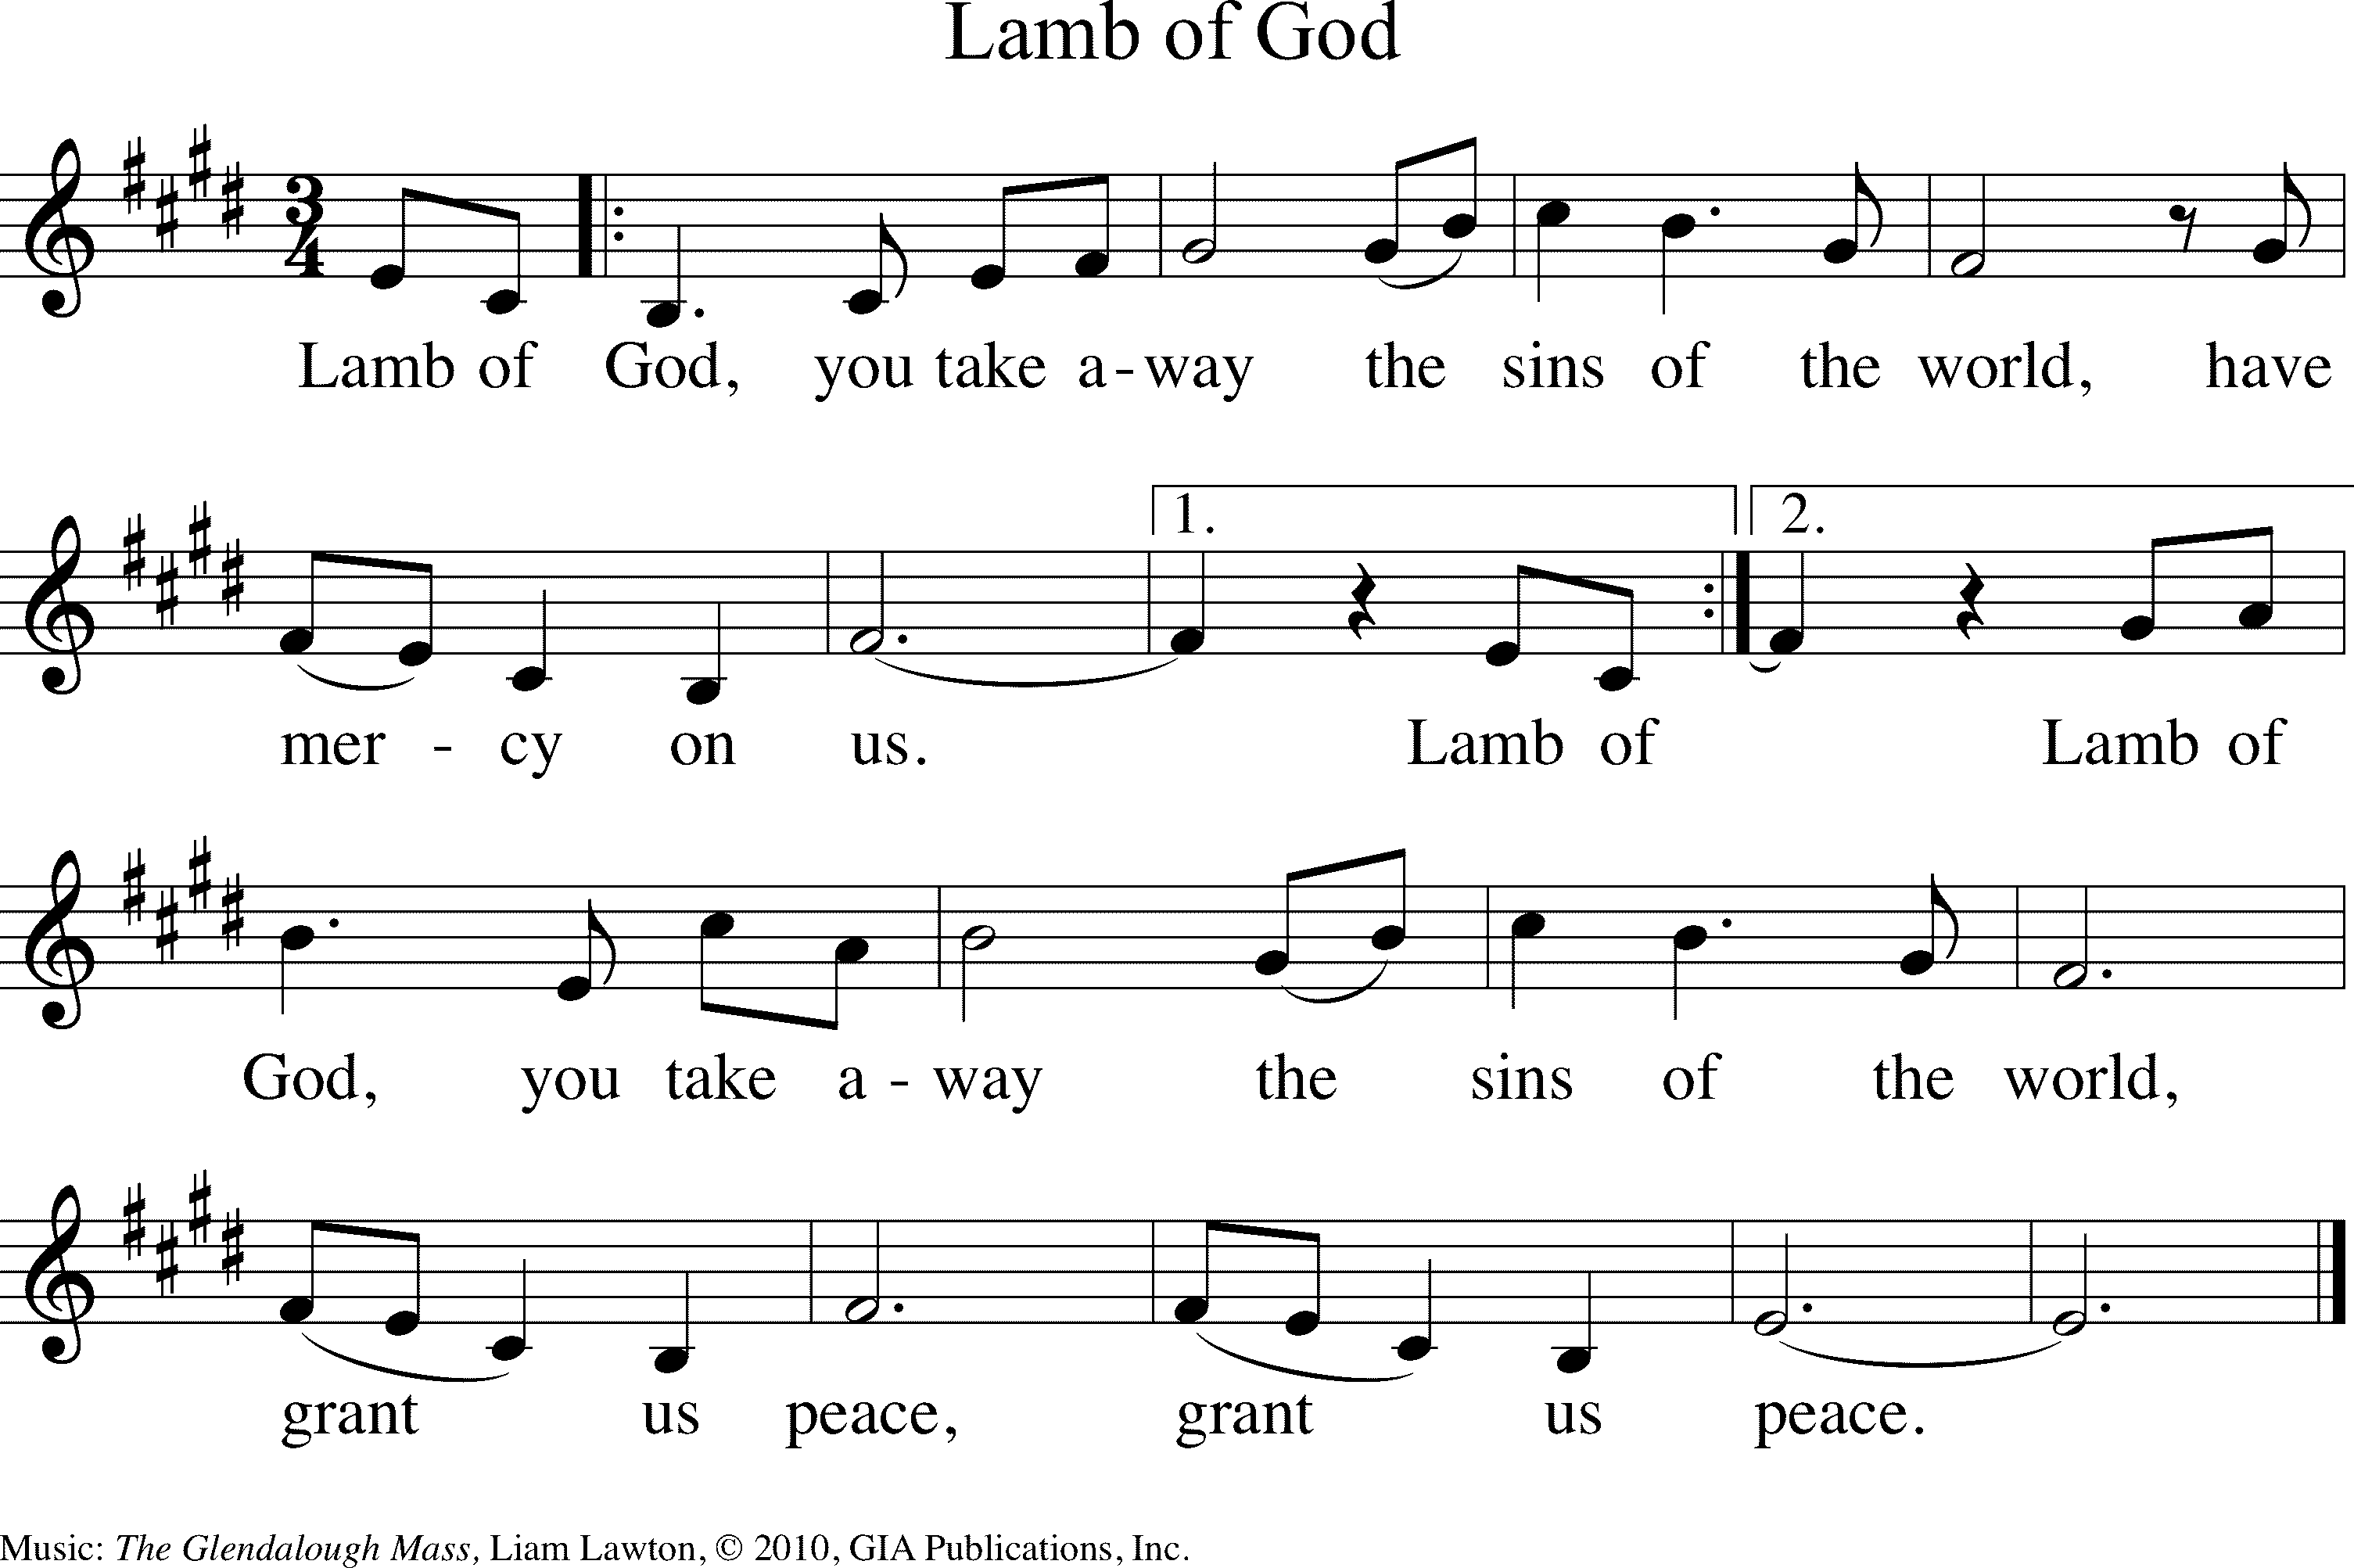 Lamb of God
3
4
Lamb of God, you take a-way the sins of the world, have
1. 2.
mer - cy on us. Lamb of Lamb of
God, you take a - way the sins of the world,
grant us peace, grant us peace.
Music: The Glendalough Mass, Liam Lawton, © 2010, GIA Publications, Inc.